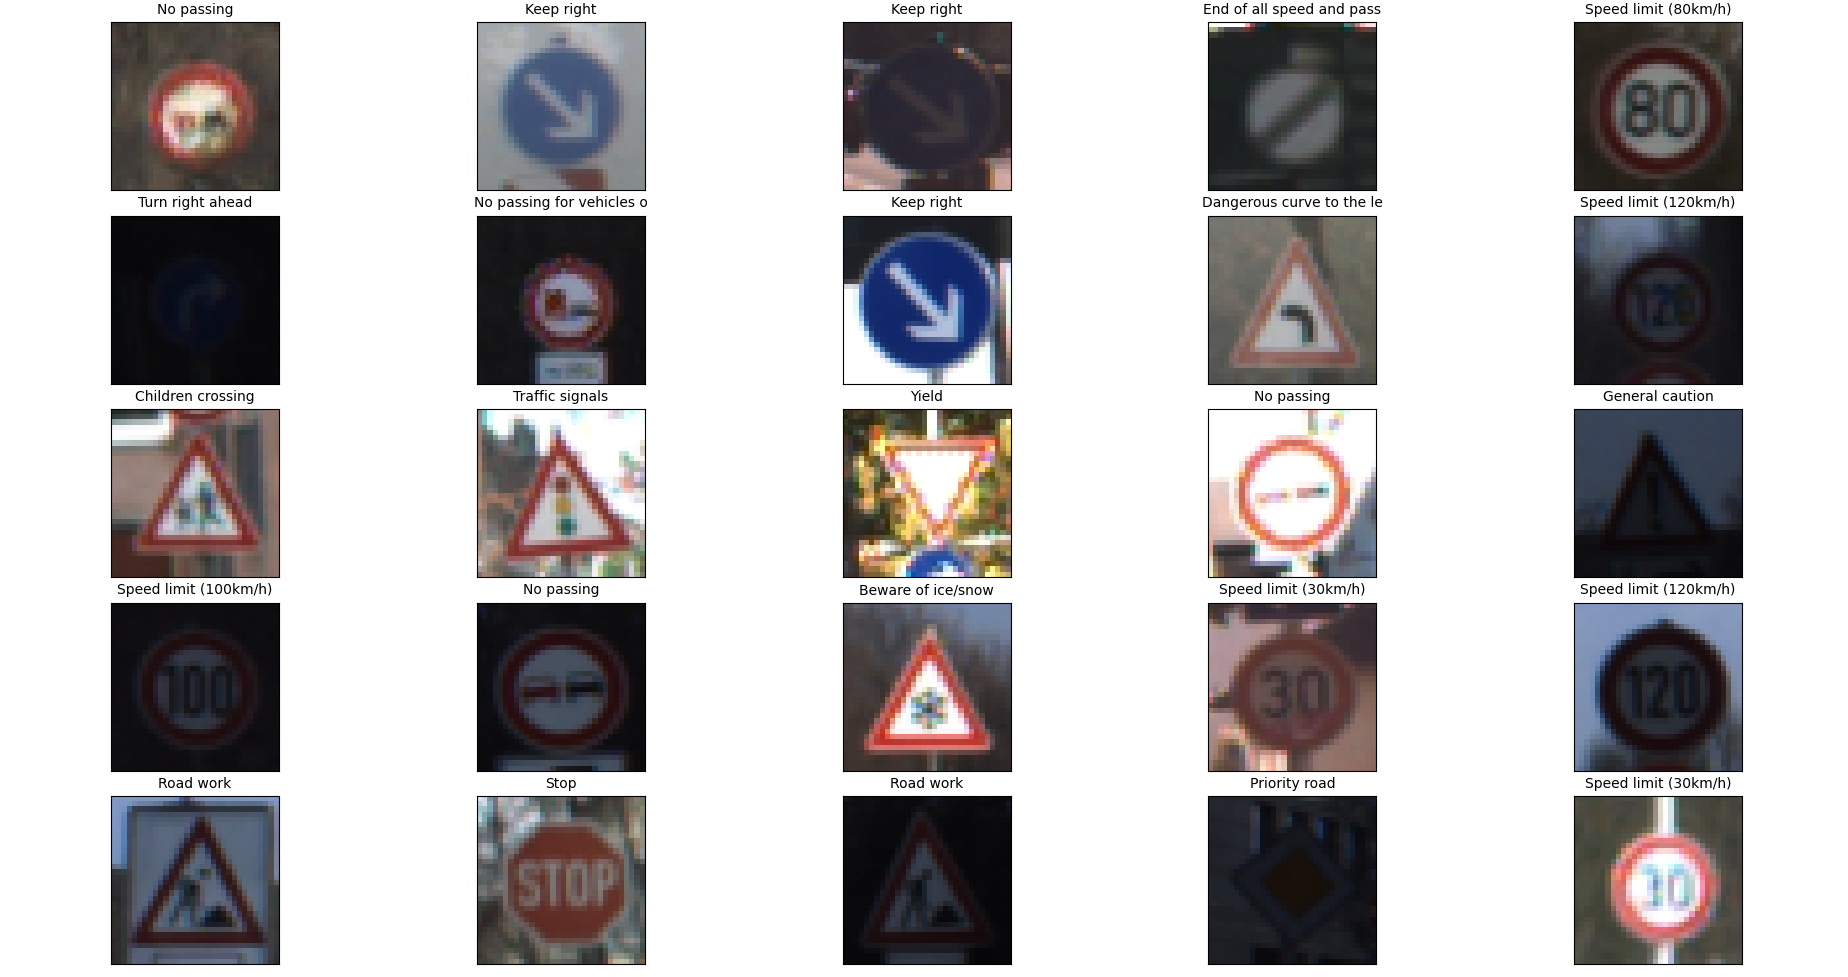 No passing
Keep right
Keep right
End of all speed and pass
Speed limit (80km/h)
80
Turn right ahead
No passing for vehicles o
Keep right
Dangerous curve to the le
Speed limit (120km/h)
120
Children crossing
Traffic signals
Yield
No passing
General caution
Speed limit (100km/h)
No passing
Beware of ice/snow
Speed limit (30km/h)
Speed limit (120km/h)
100
30
120
Road work
Stop
Road work
Priority road
Speed limit (30km/h)
STOP
30